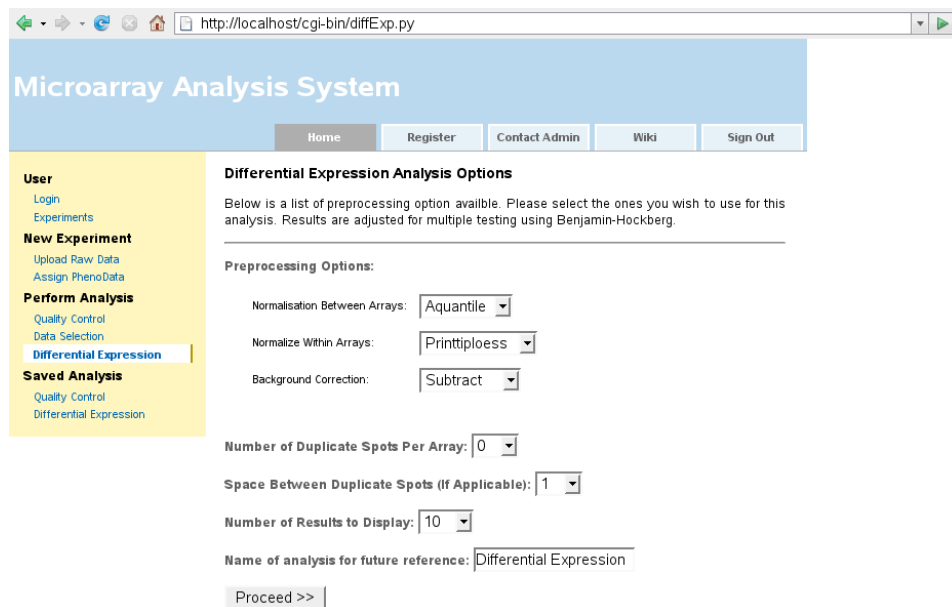 http://localhost/cgi-bin/diffExp.py
Microarray Analysis System
Home Register Contact Admin Wiki Sign Out
User
Login
Experiments
New Experiment
Upload Raw Data
Assign PhenoData
Perform Analysis
Quality Control
Data Selection
Differential Expression
Saved Analysis
Quality Control
Differential Expression
Differential Expression Analysis Options
Below is a list of preprocessing option availble. Please select the ones you wish to use for this
analysis. Results are adjusted for multiple testing using Benjamin-Hockberg.
Preprocessing Options:
Normalisation Between Arrays: Aquantile
Normalize Within Arrays: Printtiploess
Background Correction: Subtract
Number of Duplicate Spots Per Array: 0
Space Between Duplicate Spots (If Applicable): 1
Number of Results to Display: 10
Name of analysis for future reference: Differential Expression
Proceed >>